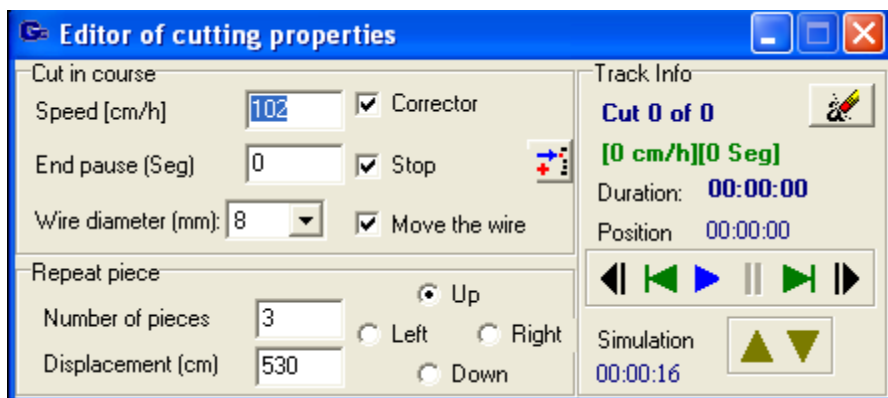 Editor of cutting properties
Cut in course
Speed [cm/h] 102 Corrector
End pause (Seg) 0 Stop
Wire diameter (mm): 8 Move the wire
Repeat piece
Number of pieces 3
Displacement (cm) 530
Up
Left Right
Down
Track Info
Cut 0 of 0
[0 cm/h][0 Seg]
Duration: 00:00:00
Position 00:00:00
Simulation
00:00:16